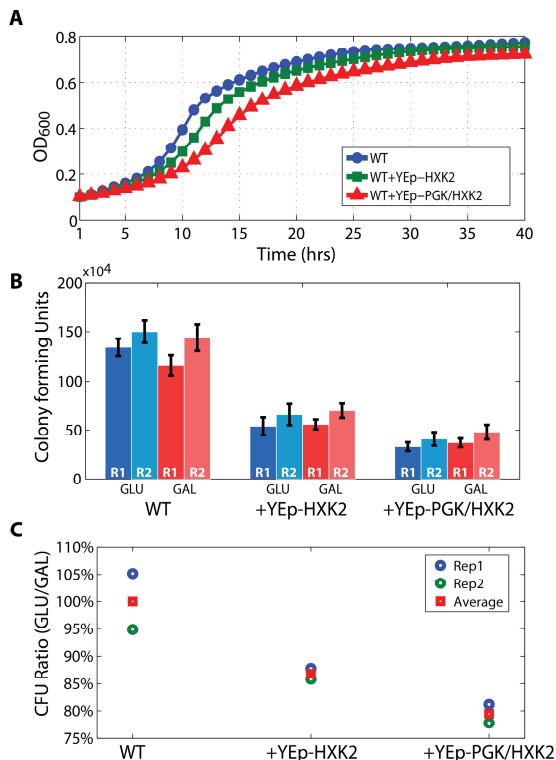 A
0.8
0.6
0.4
0.2
0
OD600
1 5 10 15 20 25 30 35 40
Time (hrs)
WT
WT+YEp−HXK2
WT+YEp−PGK/HXK2
B
x10^4
200
150
100
50
0
Colony forming Units
R1 R2 R1 R2 R1 R2 R1 R2 R1 R2 R1 R2
GLU GAL GLU GAL GLU GAL
WT +YEp-HXK2 +YEp-PGK/HXK2
C
110%
105%
100%
95%
90%
85%
80%
75%
CFU Ratio (GLU/GAL)
Rep1
Rep2
Average
WT +YEp-HXK2 +YEp-PGK/HXK2